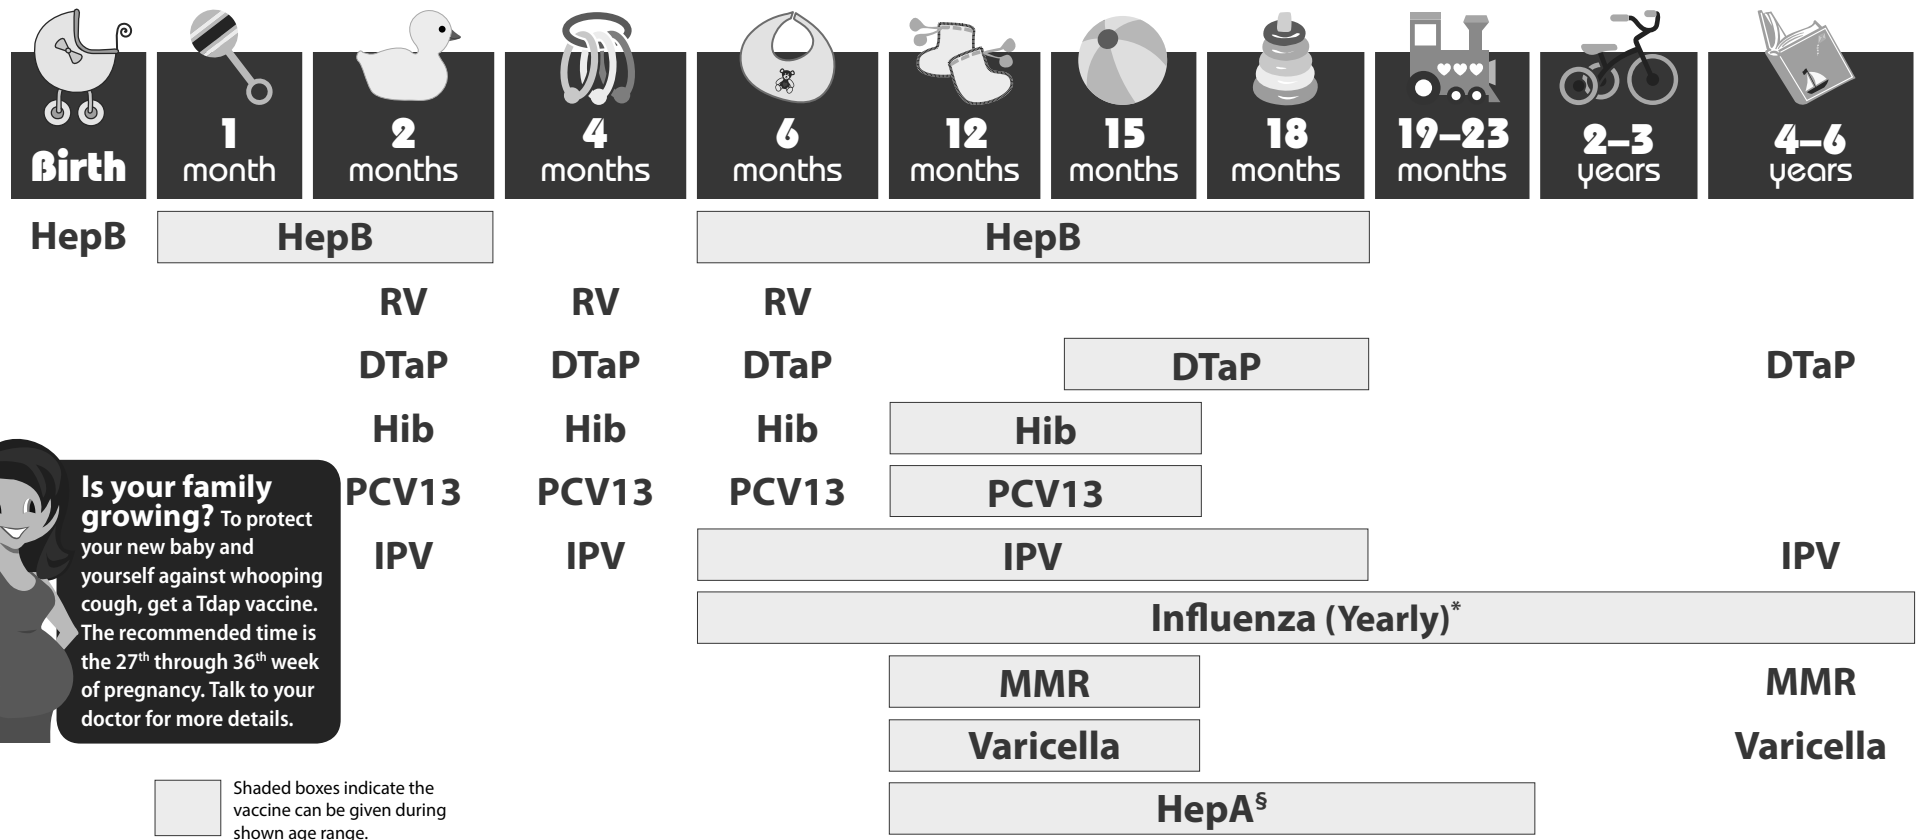 Birth
1
month
2
months
4
months
6
months
12
months
15
months
18
months
19–23
months
2–3
years
4–6
years
HepB HepB HepB
RV RV RV
DTaP DTaP DTaP DTaP DTaP
Hib Hib Hib Hib
PCV13 PCV13 PCV13 PCV13
IPV IPV IPV IPV
Influenza (Yearly)*
MMR MMR
Varicella Varicella
HepA§
Is your family
growing? To protect
your new baby and
yourself against whooping
cough, get a Tdap vaccine.
The recommended time is
the 27th through 36th week
of pregnancy. Talk to your
doctor for more details.
Shaded boxes indicate the
vaccine can be given during
shown age range.